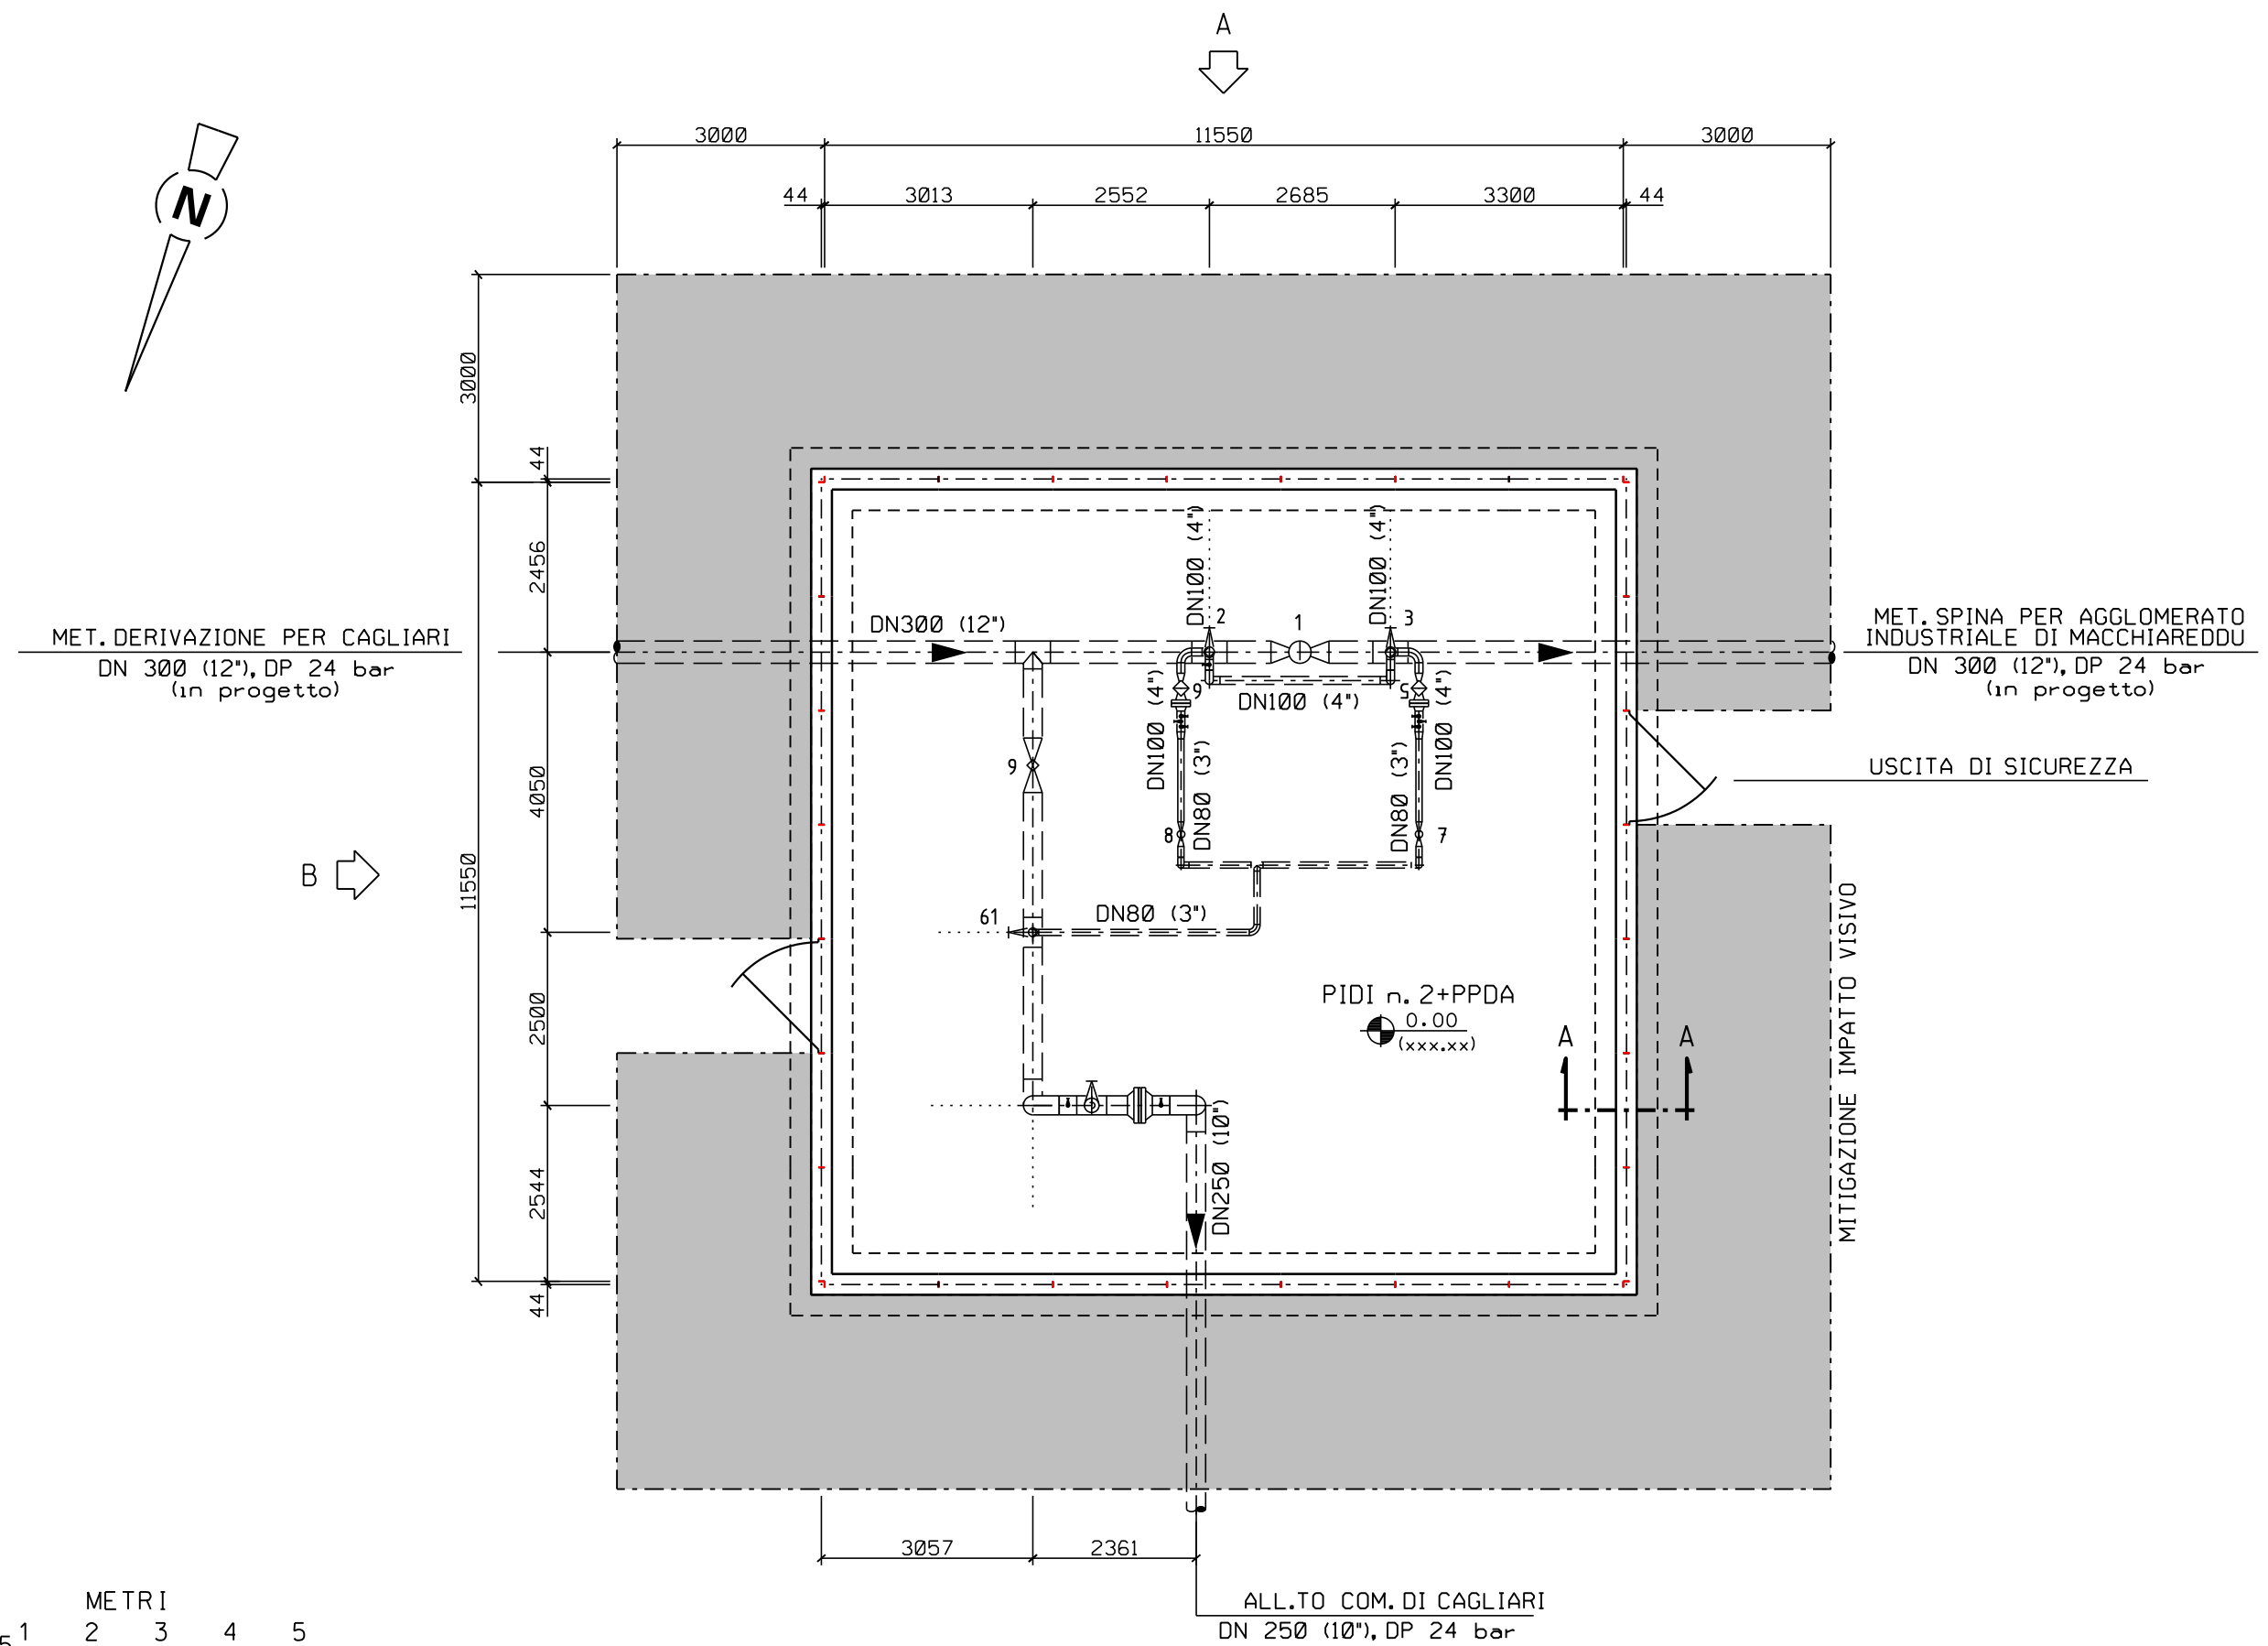 A
3000
11550
3000
44
3013
2552
2685
3300
44
N
3000
44
2456
4050
11550
2500
2544
44
MET. DERIVAZIONE PER CAGLIARI
DN 300 (12"), DP 24 bar
(in progetto)
MET. SPINA PER AGGLOMERATO
INDUSTRIALE DI MACCHIAREDDU
DN 300 (12"), DP 24 bar
(in progetto)
USCITA DI SICUREZZA
B
DN300 (12")
DN100 (4")
DN100 (4")
2
1
3
6
DN100 (4")
5
DN100 (4")
DN100 (4")
DN80 (3")
DN80 (3")
9
8
7
61
DN80 (3")
PIDI n. 2+PPDA
0.00
(xxx.xx)
A
A
MITIGAZIONE IMPATTO VISIVO
DN250 (10")
3057
2361
ALL.TO COM. DI CAGLIARI
DN 250 (10"), DP 24 bar
METRI
1 2 3 4 5